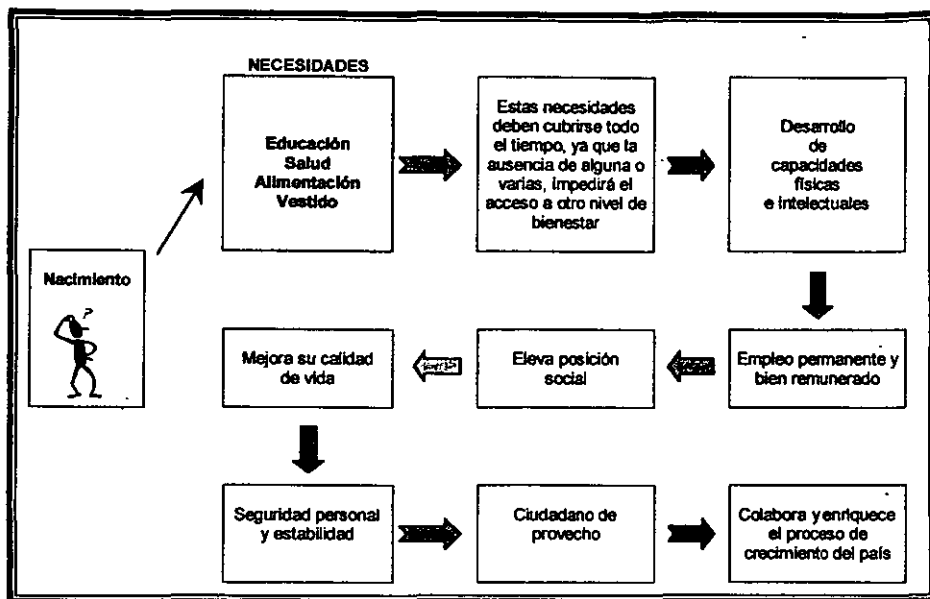 NECESIDADES
Educación
Salud
Alimentación
Vestido
Estas necesidades
deben cubrirse todo
el tiempo, ya que la
ausencia de alguna o
varias, impedirá el
acceso a otro nivel de
bienestar
Desarrollo
de
capacidades
físicas
e intelectuales
Nacimiento
?
Empleo permanente y
bien remunerado
Eleva posición
social
Mejora su calidad
de vida
Seguridad personal
y estabilidad
Ciudadano de
provecho
Colabora y enriquece
el proceso de
crecimiento del país